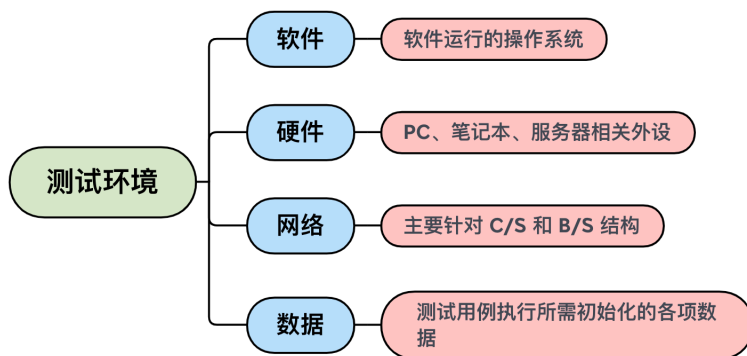 测试环境
软件
软件运行的操作系统
硬件
PC、笔记本、服务器相关外设
网络
主要针对 C/S 和 B/S 结构
数据
测试用例执行所需初始化的各项数
据